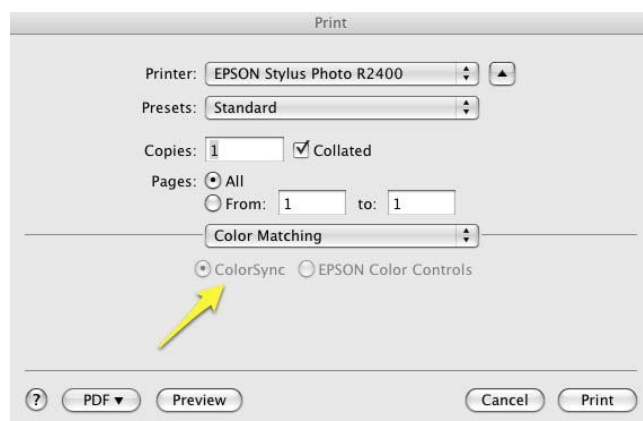 Print
Printer: EPSON Stylus Photo R2400
Presets: Standard
Copies: 1 Collated
Pages: All
From: 1 to: 1
Color Matching
ColorSync EPSON Color Controls
? PDF Preview Cancel Print